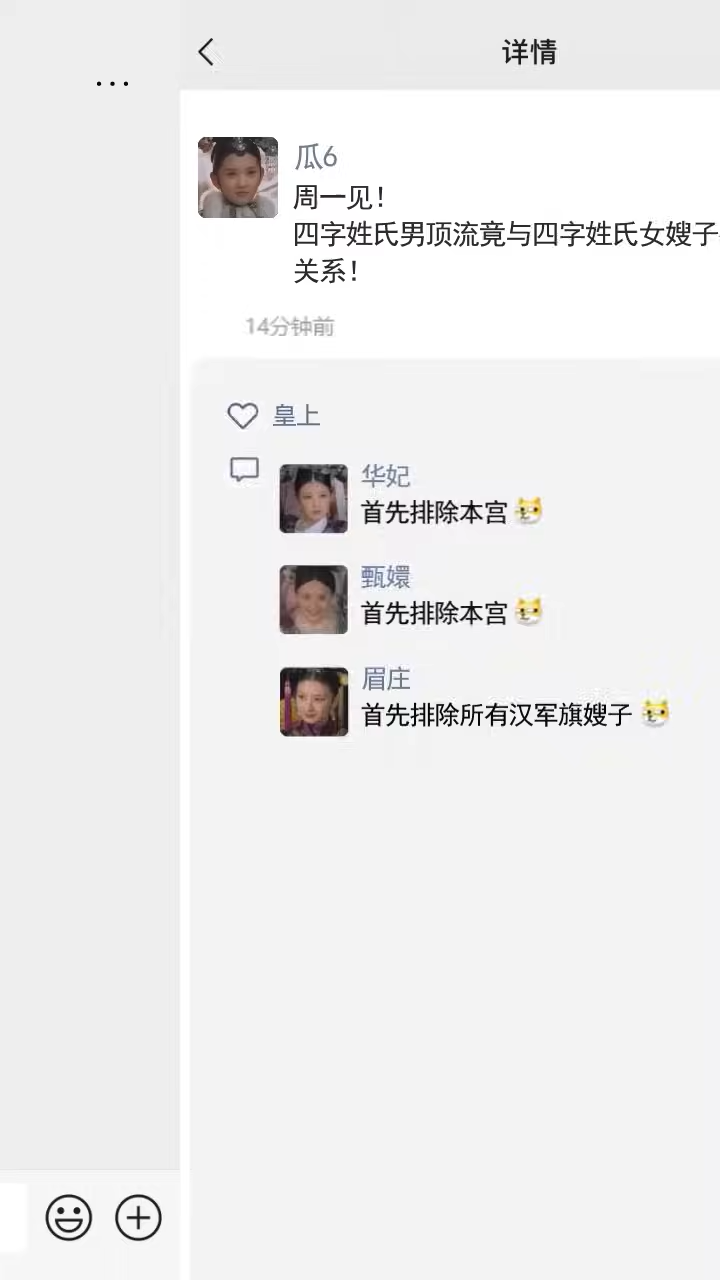 详情
瓜6
周一见！
四字姓氏男顶流竟与四字姓氏女嫂子
关系！
14分钟前
皇上
华妃
首先排除本宫
甄嬛
首先排除本宫
眉庄
首先排除所有汉军旗嫂子